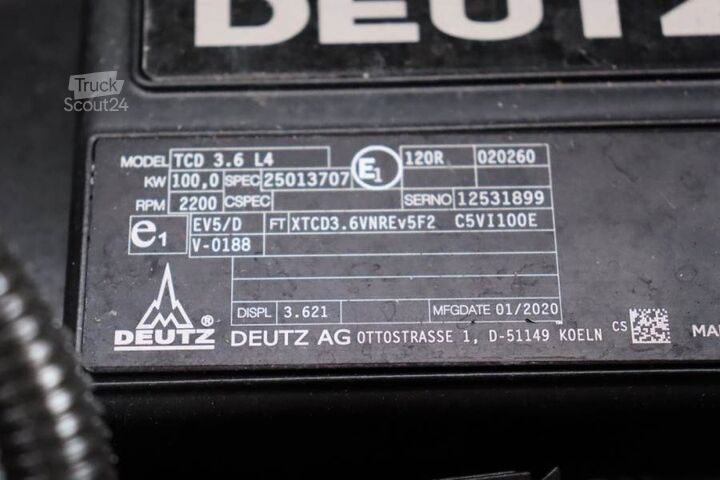 DEUTZ
Truck
Scout24
MODEL TCD 3.6 L4 E1 120R 020260
KW 100,0 SPEC 25013707
RPM 2200 CSPEC SERNO 12531899
e1 EV5/D FT XTCD3.6VNREv5F2 C5VI100E
V-0188
DISPL 3.621 MFGDATE 01/2020
DEUTZ ® DEUTZ AG OTTOSTRASSE 1, D-51149 KOELN CS MA